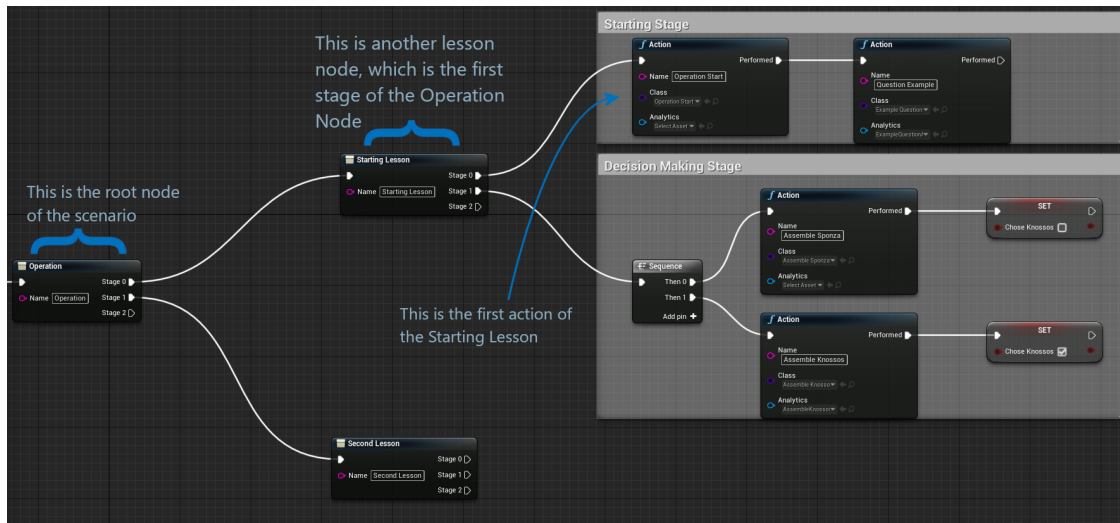 This is another lesson
node, which is the first
stage of the Operation
Node
This is the root node
of the scenario
Operation
Stage 0
Name Operation
Stage 1
Stage 2
Starting Lesson
Stage 0
Name Starting Lesson
Stage 1
Stage 2
This is the first action of
the Starting Lesson
Second Lesson
Stage 0
Name Second Lesson
Stage 1
Stage 2
Starting Stage
Action
Performed
Name Operation Start
Class
Operation Start
Analytics
Select Asset
Action
Performed
Name
Question Example
Class
Example Question
Analytics
ExampleQuestionA
Decision Making Stage
Sequence
Then 0
Then 1
Add pin
Action
Performed
Name
Assemble Sponza
Class
Assemble Sponza
Analytics
Select Asset
SET
Chose Knossos
Action
Performed
Name
Assemble Knossos
Class
Assemble Knosso
Analytics
AssembleKnossos
SET
Chose Knossos